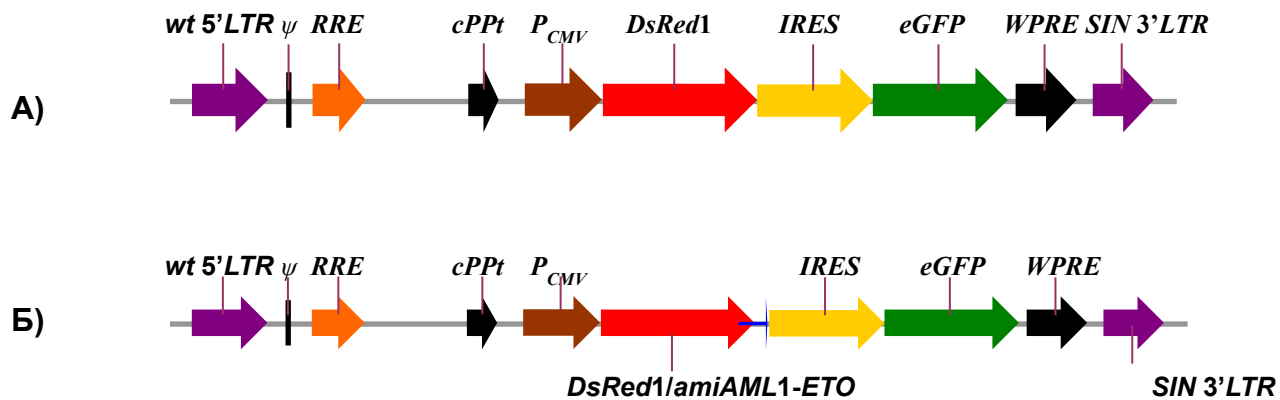 wt 5'LTR ψ RRE cPPt PCMV DsRed1 IRES eGFP WPRE SIN 3'LTR
А)
wt 5'LTR ψ RRE cPPt PCMV IRES eGFP WPRE
Б)
DsRed1/amiAML1-ETO SIN 3'LTR